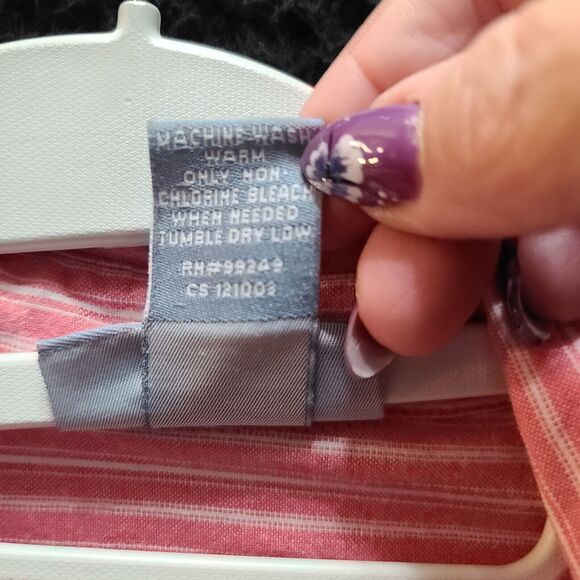 MACHINE WASH
WARM
ONLY NON
CHLORINE BLEACH
WHEN NEEDED
TUMBLE DRY LOW
RN#99249
CS 121003